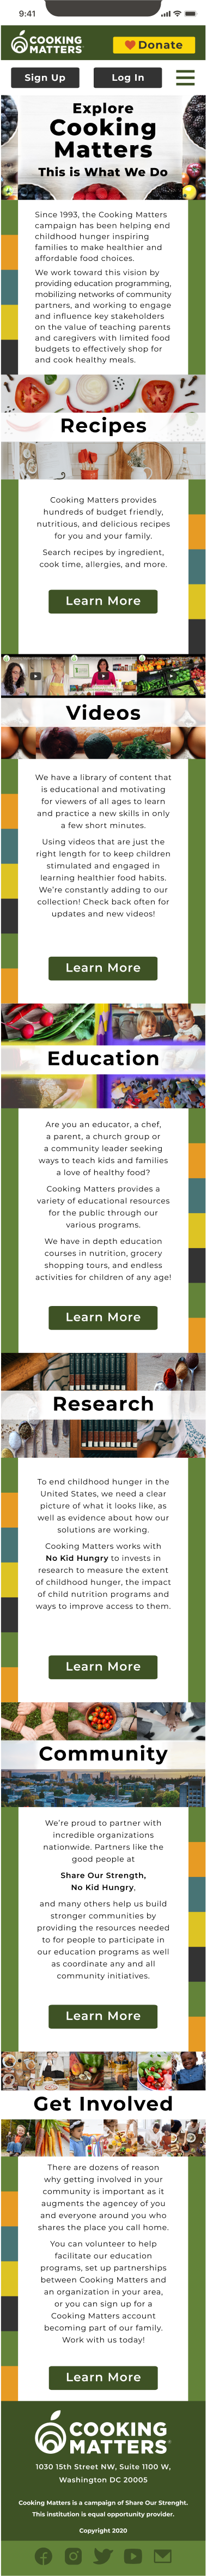 9:41
COOKING
MATTERS
Donate
Sign Up
Log In
Explore
Cooking
Matters
This is What We Do
Since 1993, the Cooking Matters
campaign has been helping end
childhood hunger inspiring
families to make healthier and
affordable food choices.
We work toward this vision by
providing education programming,
mobilizing networks of community
partners, and working to engage
and influence key stakeholders
on the value of teaching parents
and caregivers with limited food
budgets to effectively shop for
and cook healthy meals.
Recipes
Cooking Matters provides
hundreds of budget friendly,
nutritious, and delicious recipes
for you and your family.
Search recipes by ingredient,
cook time, allergies, and more.
Learn More
Videos
We have a library of content that
is educational and motivating
for viewers of all ages to learn
and practice a new skills in only
a few short minutes.
Using videos that are just the
right length for to keep children
stimulated and engaged in
learning healthier food habits.
We're constantly adding to our
collection! Check back often for
updates and new videos!
Learn More
Education
Are you an educator, a chef,
a parent, a church group or
a community leader seeking
ways to teach kids and families
a love of healthy food?
Cooking Matters provides a
variety of educational resources
for the public through our
various programs.
We have in depth education
courses in nutrition, grocery
shopping tours, and endless
activities for children of any age!
Learn More
Research
To end childhood hunger in the
United States, we need a clear
picture of what it looks like, as
well as evidence about how our
solutions are working.
Cooking Matters works with
No Kid Hungry to invests in
research to measure the extent
of childhood hunger, the impact
of child nutrition programs and
ways to improve access to them.
Learn More
Community
We're proud to partner with
incredible organizations
nationwide. Partners like the
good people at
Share Our Strength,
No Kid Hungry,
and many others help us build
stronger communities by
providing the resources needed
to for people to participate in
our education programs as well
as coordinate any and all
community initiatives.
Learn More
Get Involved
There are dozens of reason
why getting involved in your
community is important as it
augments the agencey of you
and everyone around you who
shares the place you call home.
You can volunteer to help
facilitate our education
programs, set up partnerships
between Cooking Matters and
an organization in your area,
or you can sign up for a
Cooking Matters account
becoming part of our family.
Work with us today!
Learn More
COOKING
MATTERS
1030 15th Street NW, Suite 1100 W,
Washington DC 20005
Cooking Matters is a campaign of Share Our Strenght.
This institution is equal opportunity provider.
Copyright 2020